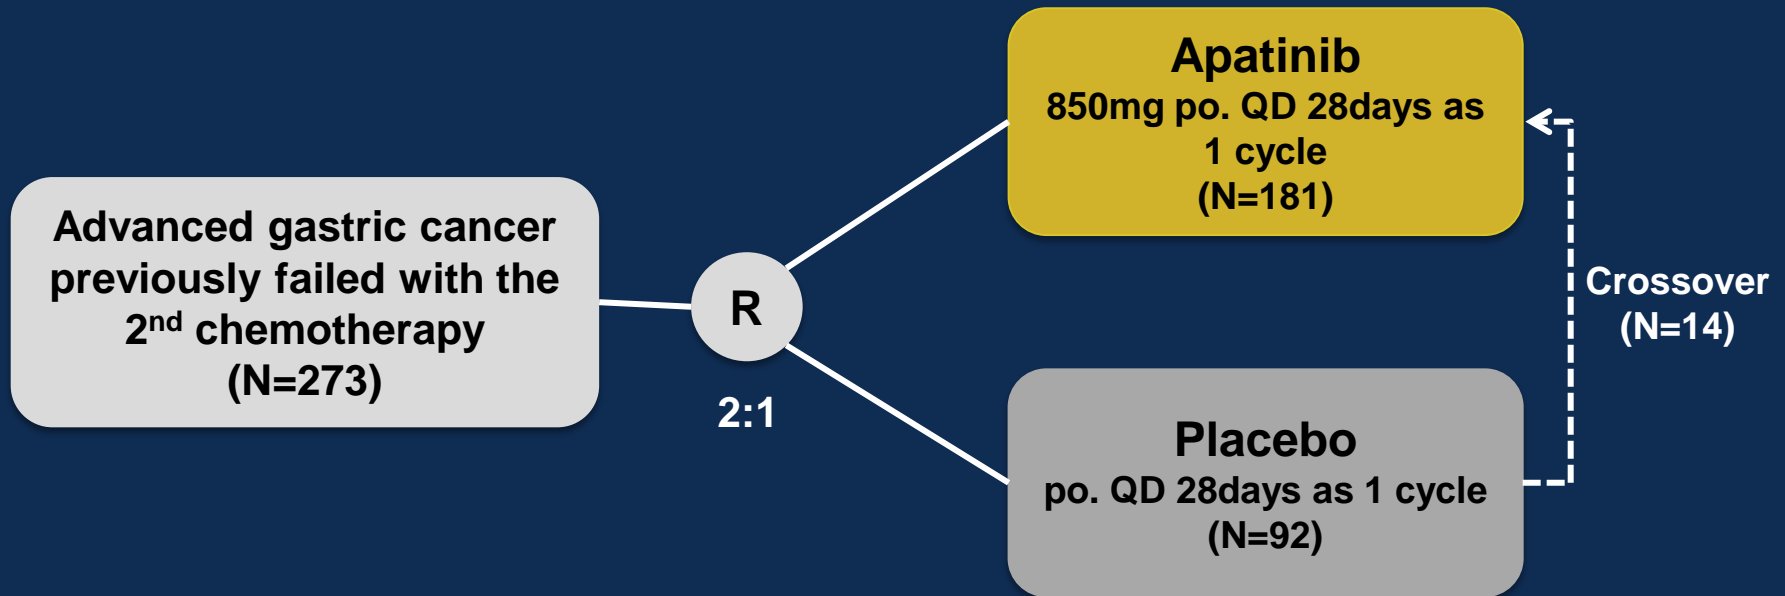 Advanced gastric cancer
previously failed with the
2nd chemotherapy
(N=273)
R
2:1
Apatinib
850mg po. QD 28days as
1 cycle
(N=181)
Placebo
po. QD 28days as 1 cycle
(N=92)
Crossover
(N=14)